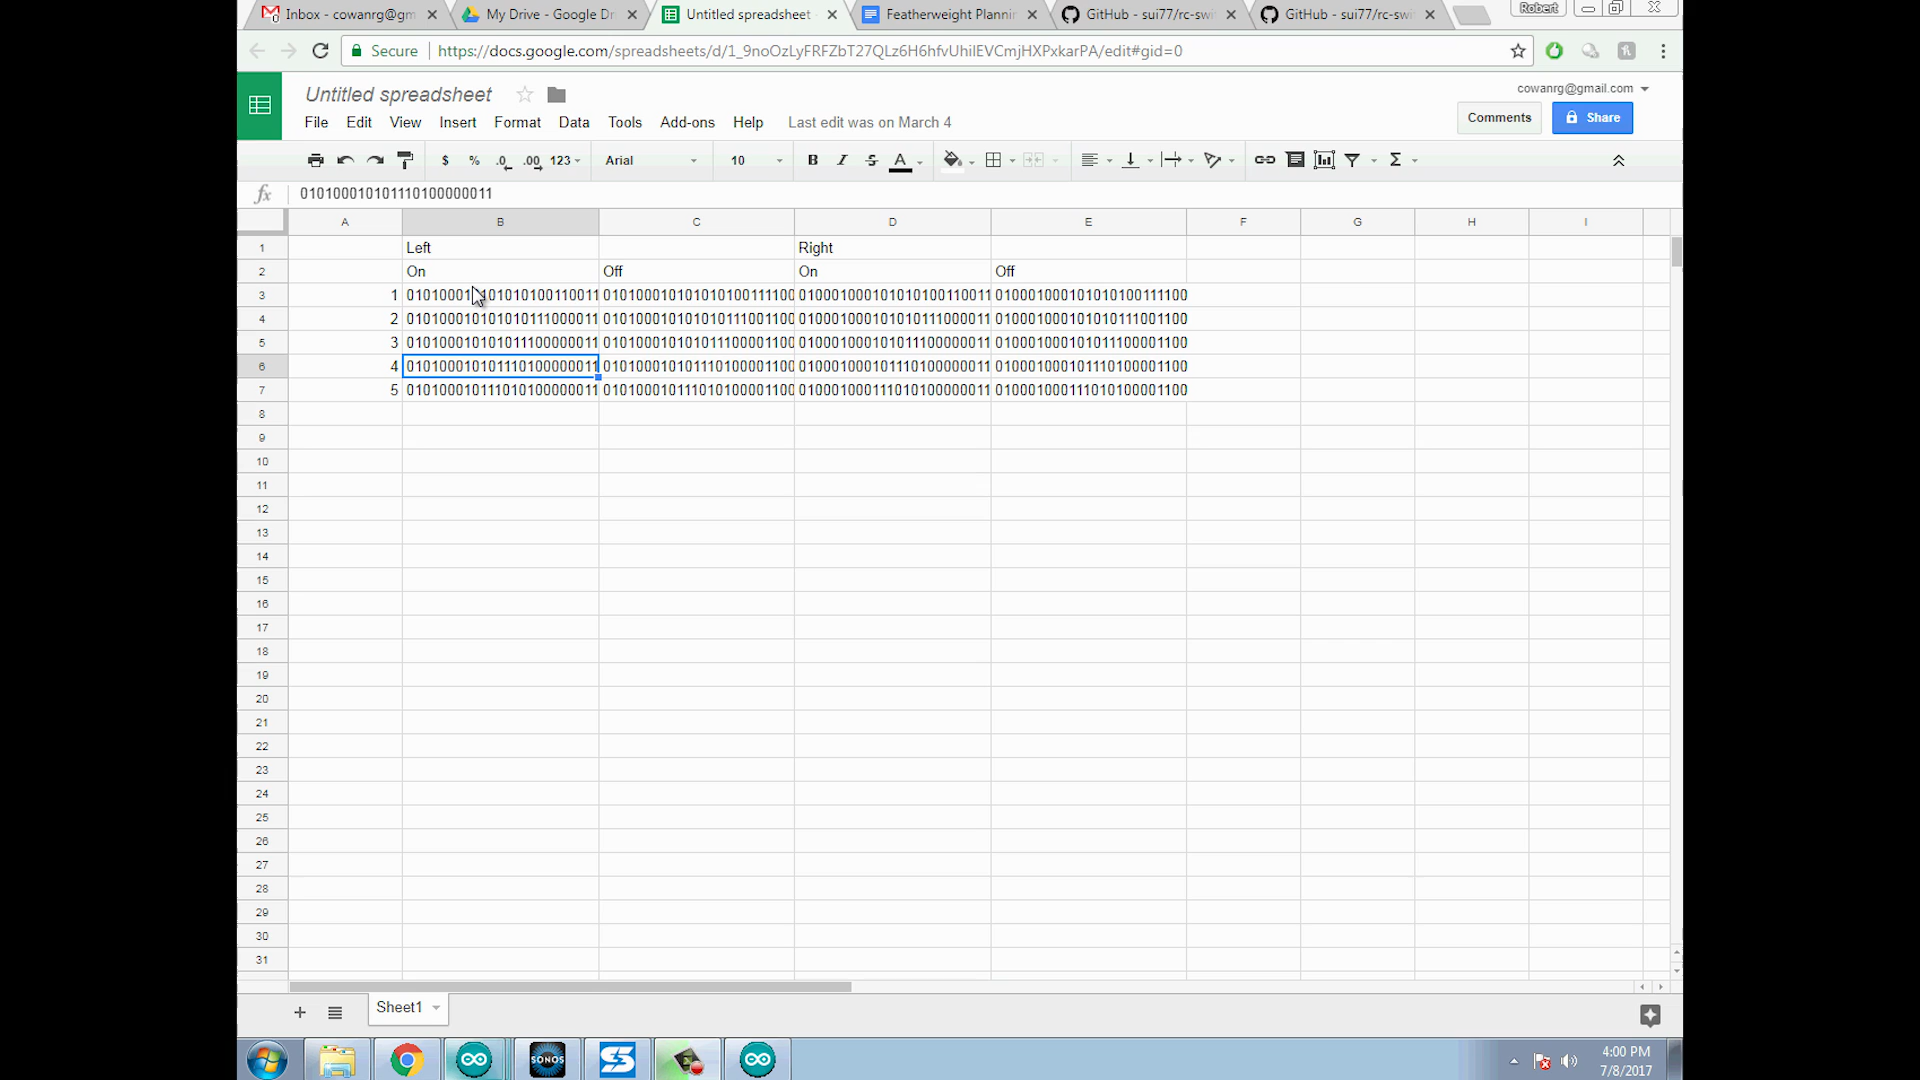 Inbox - cowanrg@gm
My Drive - Google Dr
Untitled spreadsheet -
Featherweight Plannin
GitHub - sui77/rc-swi
GitHub - sui77/rc-swi
Robert
Secure https://docs.google.com/spreadsheets/d/1_9noOzLyFRFZbT27QLz6H6hfvUhiIEVCmjHXPxkarPA/edit#gid=0
Untitled spreadsheet
cowanrg@gmail.com
File Edit View Insert Format Data Tools Add-ons Help Last edit was on March 4
Comments Share
$ % .0 .00 123 Arial 10 B I S A Σ
fx 010100010101110100000011
A B C D E F G H I
1 Left Right
2 On Off On Off
3 1 010100010101010100110011 010100010101010100111100 010001000101010100110011 010001000101010100111100
4 2 010100010101010111000011 010100010101010111001100 010001000101010111000011 010001000101010111001100
5 3 010100010101011100000011 010100010101011100001100 010001000101011100000011 010001000101011100001100
6 4 010100010101110100000011 010100010101110100001100 010001000101110100000011 010001000101110100001100
7 5 010100010111010100000011 010100010111010100001100 010001000111010100000011 010001000111010100001100
8
9
10
11
12
13
14
15
16
17
18
19
20
21
22
23
24
25
26
27
28
29
30
31
Sheet1
SONOS
4:00 PM
7/8/2017